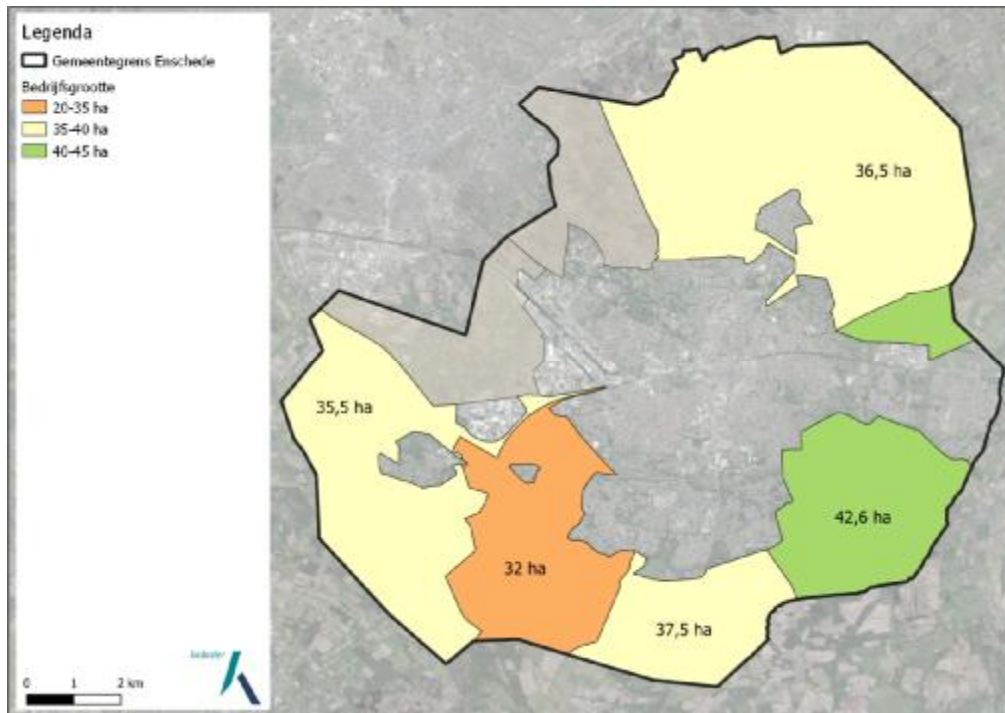 Legenda
Gemeentegrens Enschede
Bedrijfsgrootte
20-35 ha
35-40 ha
40-45 ha
36,5 ha
35,5 ha
42,6 ha
32 ha
37,5 ha
kadaster
0 1 2 km